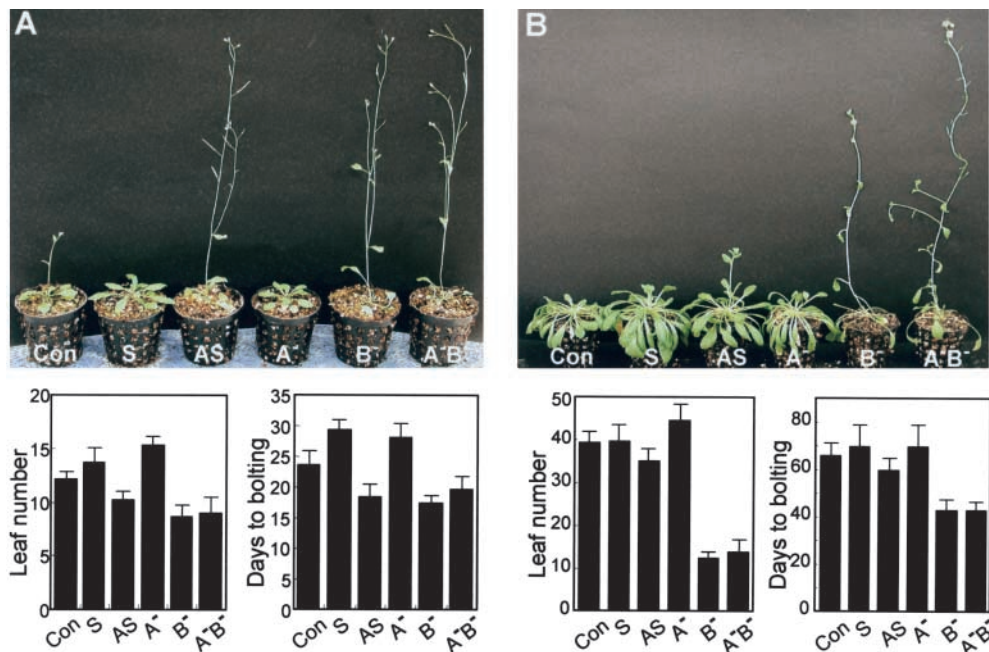 A
Con S AS A⁻ B⁻ A⁻B⁻
B
Con S AS A⁻ B⁻ A⁻B⁻
Leaf number
20
15
10
5
0
Con S AS A⁻ B⁻ A⁻B⁻
Days to bolting
35
30
25
20
15
10
5
0
Con S AS A⁻ B⁻ A⁻B⁻
Leaf number
50
40
30
20
10
0
Con S AS A⁻ B⁻ A⁻B⁻
Days to bolting
80
60
40
20
0
Con S AS A⁻ B⁻ A⁻B⁻